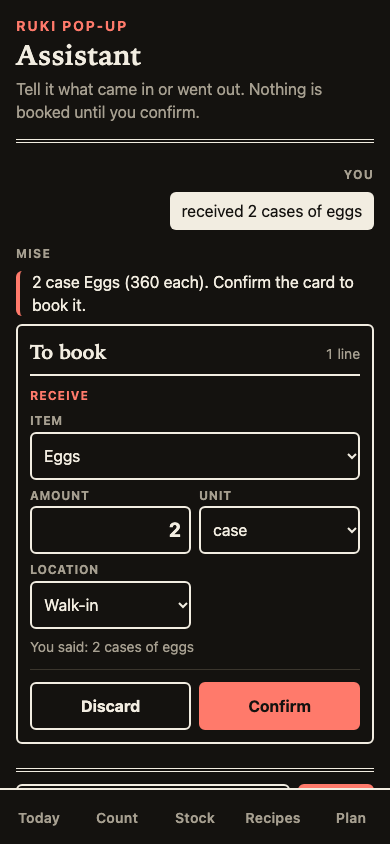 RUKI POP-UP
Assistant
Tell it what came in or went out. Nothing is
booked until you confirm.
YOU
received 2 cases of eggs
MISE
2 case Eggs (360 each). Confirm the card to
book it.
To book
1 line
RECEIVE
ITEM
Eggs
AMOUNT
UNIT
2
case
LOCATION
Walk-in
You said: 2 cases of eggs
Discard
Confirm
Today
Count
Stock
Recipes
Plan